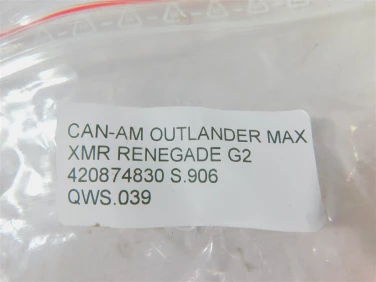 CAN-AM OUTLANDER MAX
XMR RENEGADE G2
420874830 S.906
QWS.039